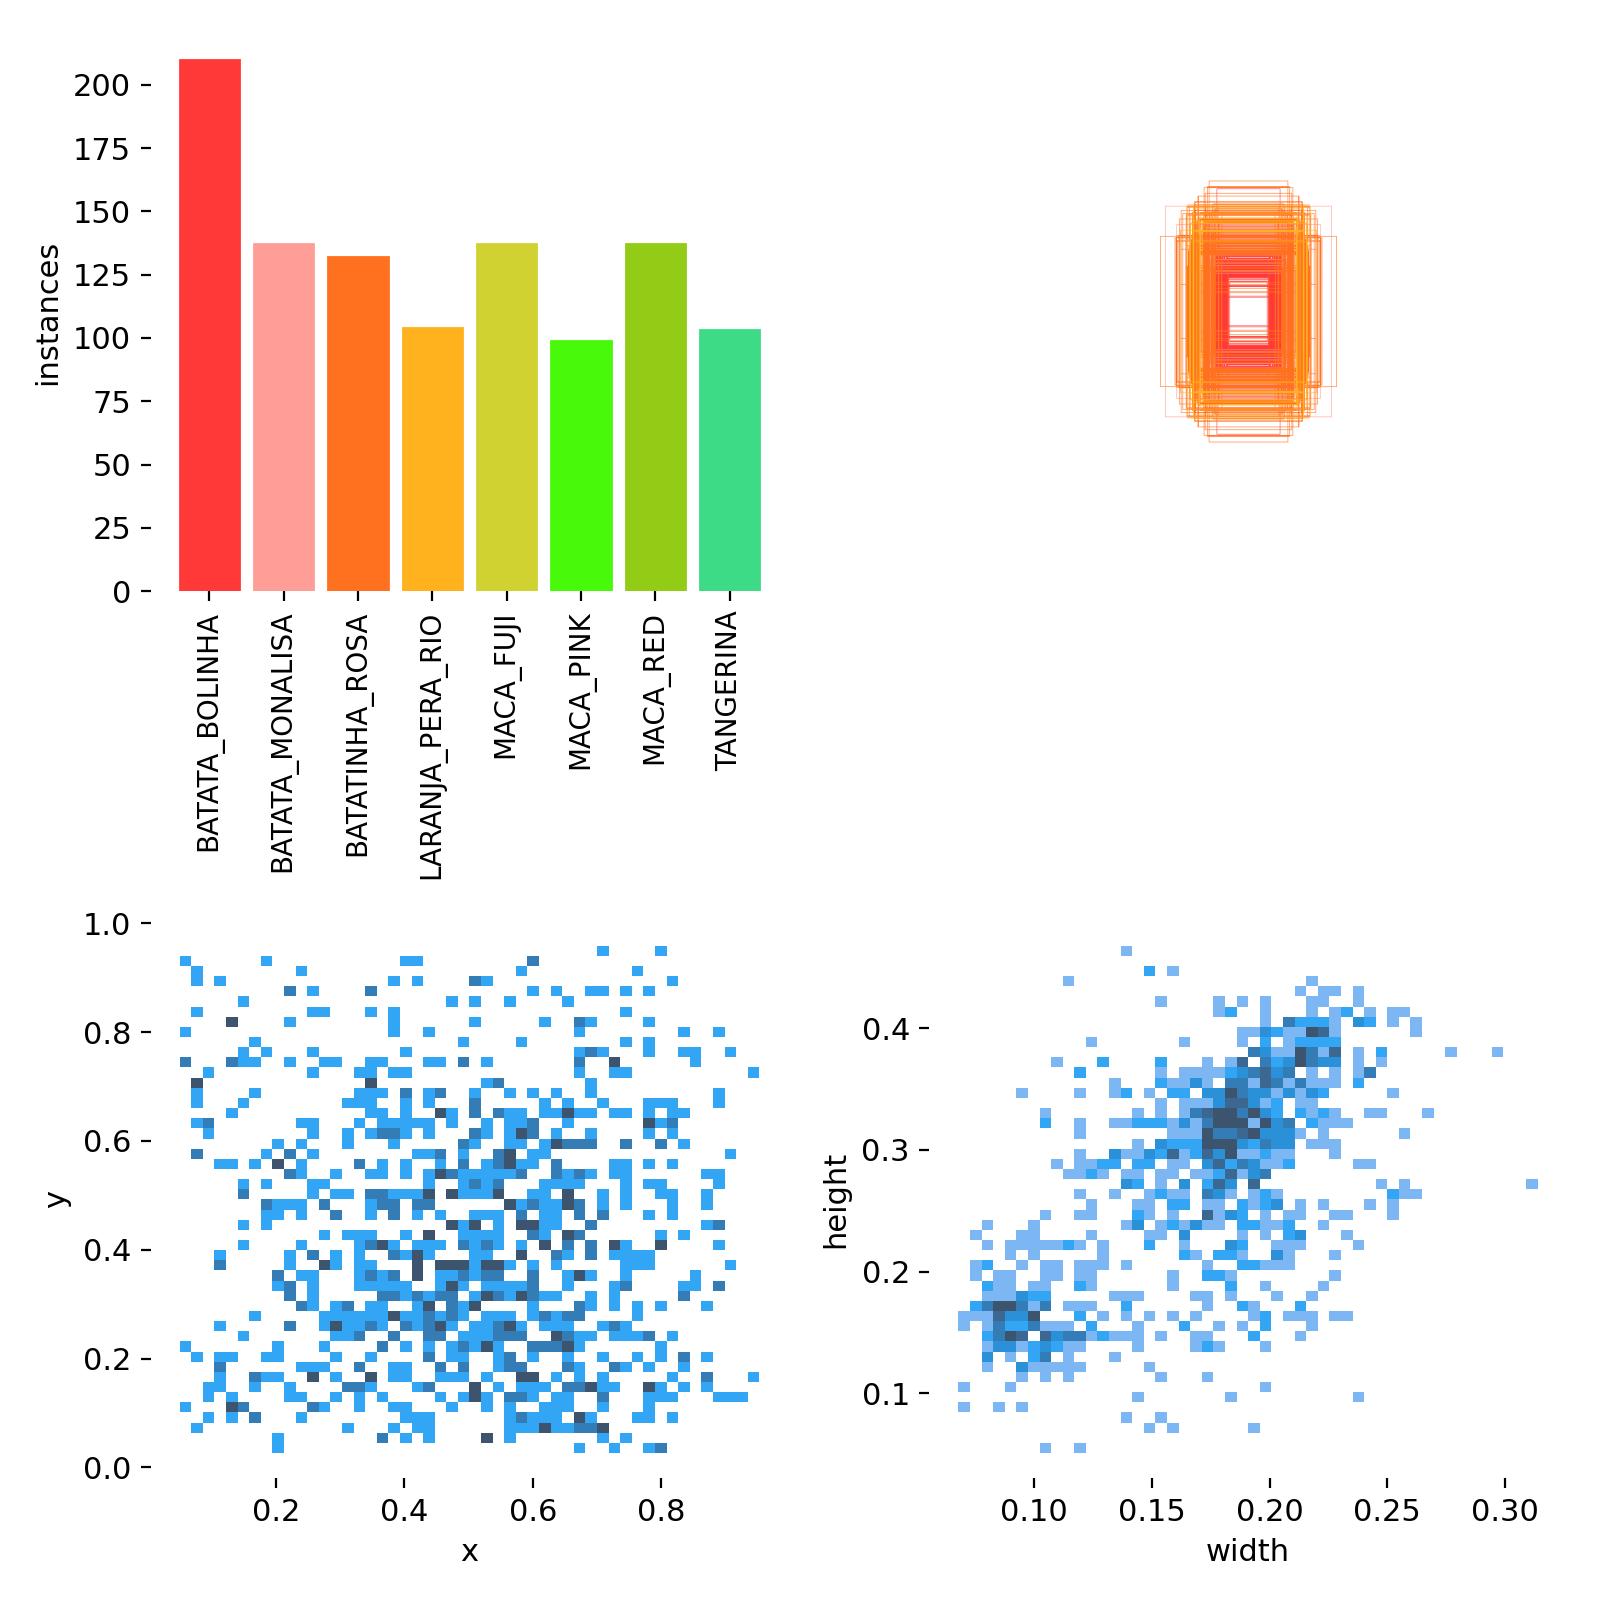 instances
200
175
150
125
100
75
50
25
0
BATATA_BOLINHA
BATATA_MONALISA
BATATINHA_ROSA
LARANJA_PERA_RIO
MACA_FUJI
MACA_PINK
MACA_RED
TANGERINA
y
1.0
0.8
0.6
0.4
0.2
0.0
0.2 0.4 0.6 0.8
x
height
0.4
0.3
0.2
0.1
0.10 0.15 0.20 0.25 0.30
width